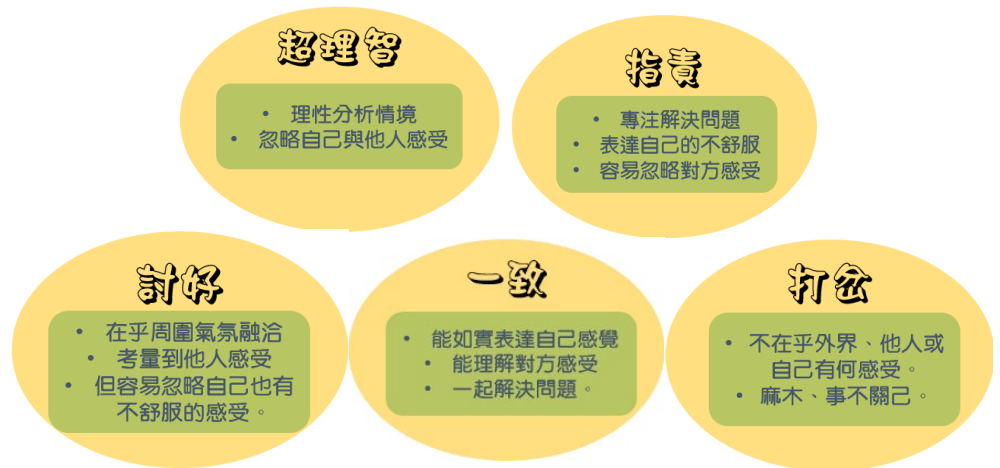 超理智
• 理性分析情境
• 忽略自己與他人感受
指責
• 專注解決問題
• 表達自己的不舒服
• 容易忽略對方感受
討好
• 在乎周圍氣氛融洽
• 考量到他人感受
• 但容易忽略自己也有
不舒服的感受。
一致
• 能如實表達自己感覺
• 能理解對方感受
• 一起解決問題。
打岔
• 不在乎外界、他人或
自己有何感受。
• 麻木、事不關己。